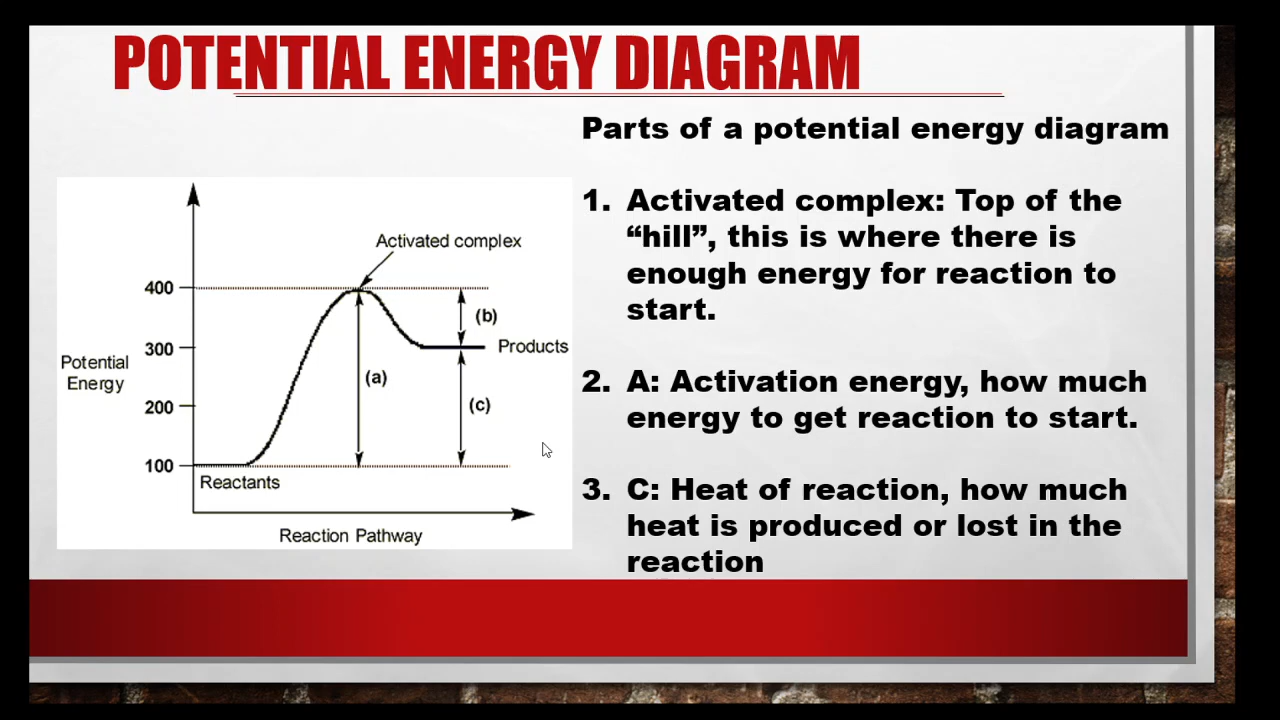 POTENTIAL ENERGY DIAGRAM
Parts of a potential energy diagram
1. Activated complex: Top of the
“hill”, this is where there is
enough energy for reaction to
start.
2. A: Activation energy, how much
energy to get reaction to start.
3. C: Heat of reaction, how much
heat is produced or lost in the
reaction
Activated complex
400
(b)
300
Products
Potential
Energy
(a)
200
(c)
100
Reactants
Reaction Pathway